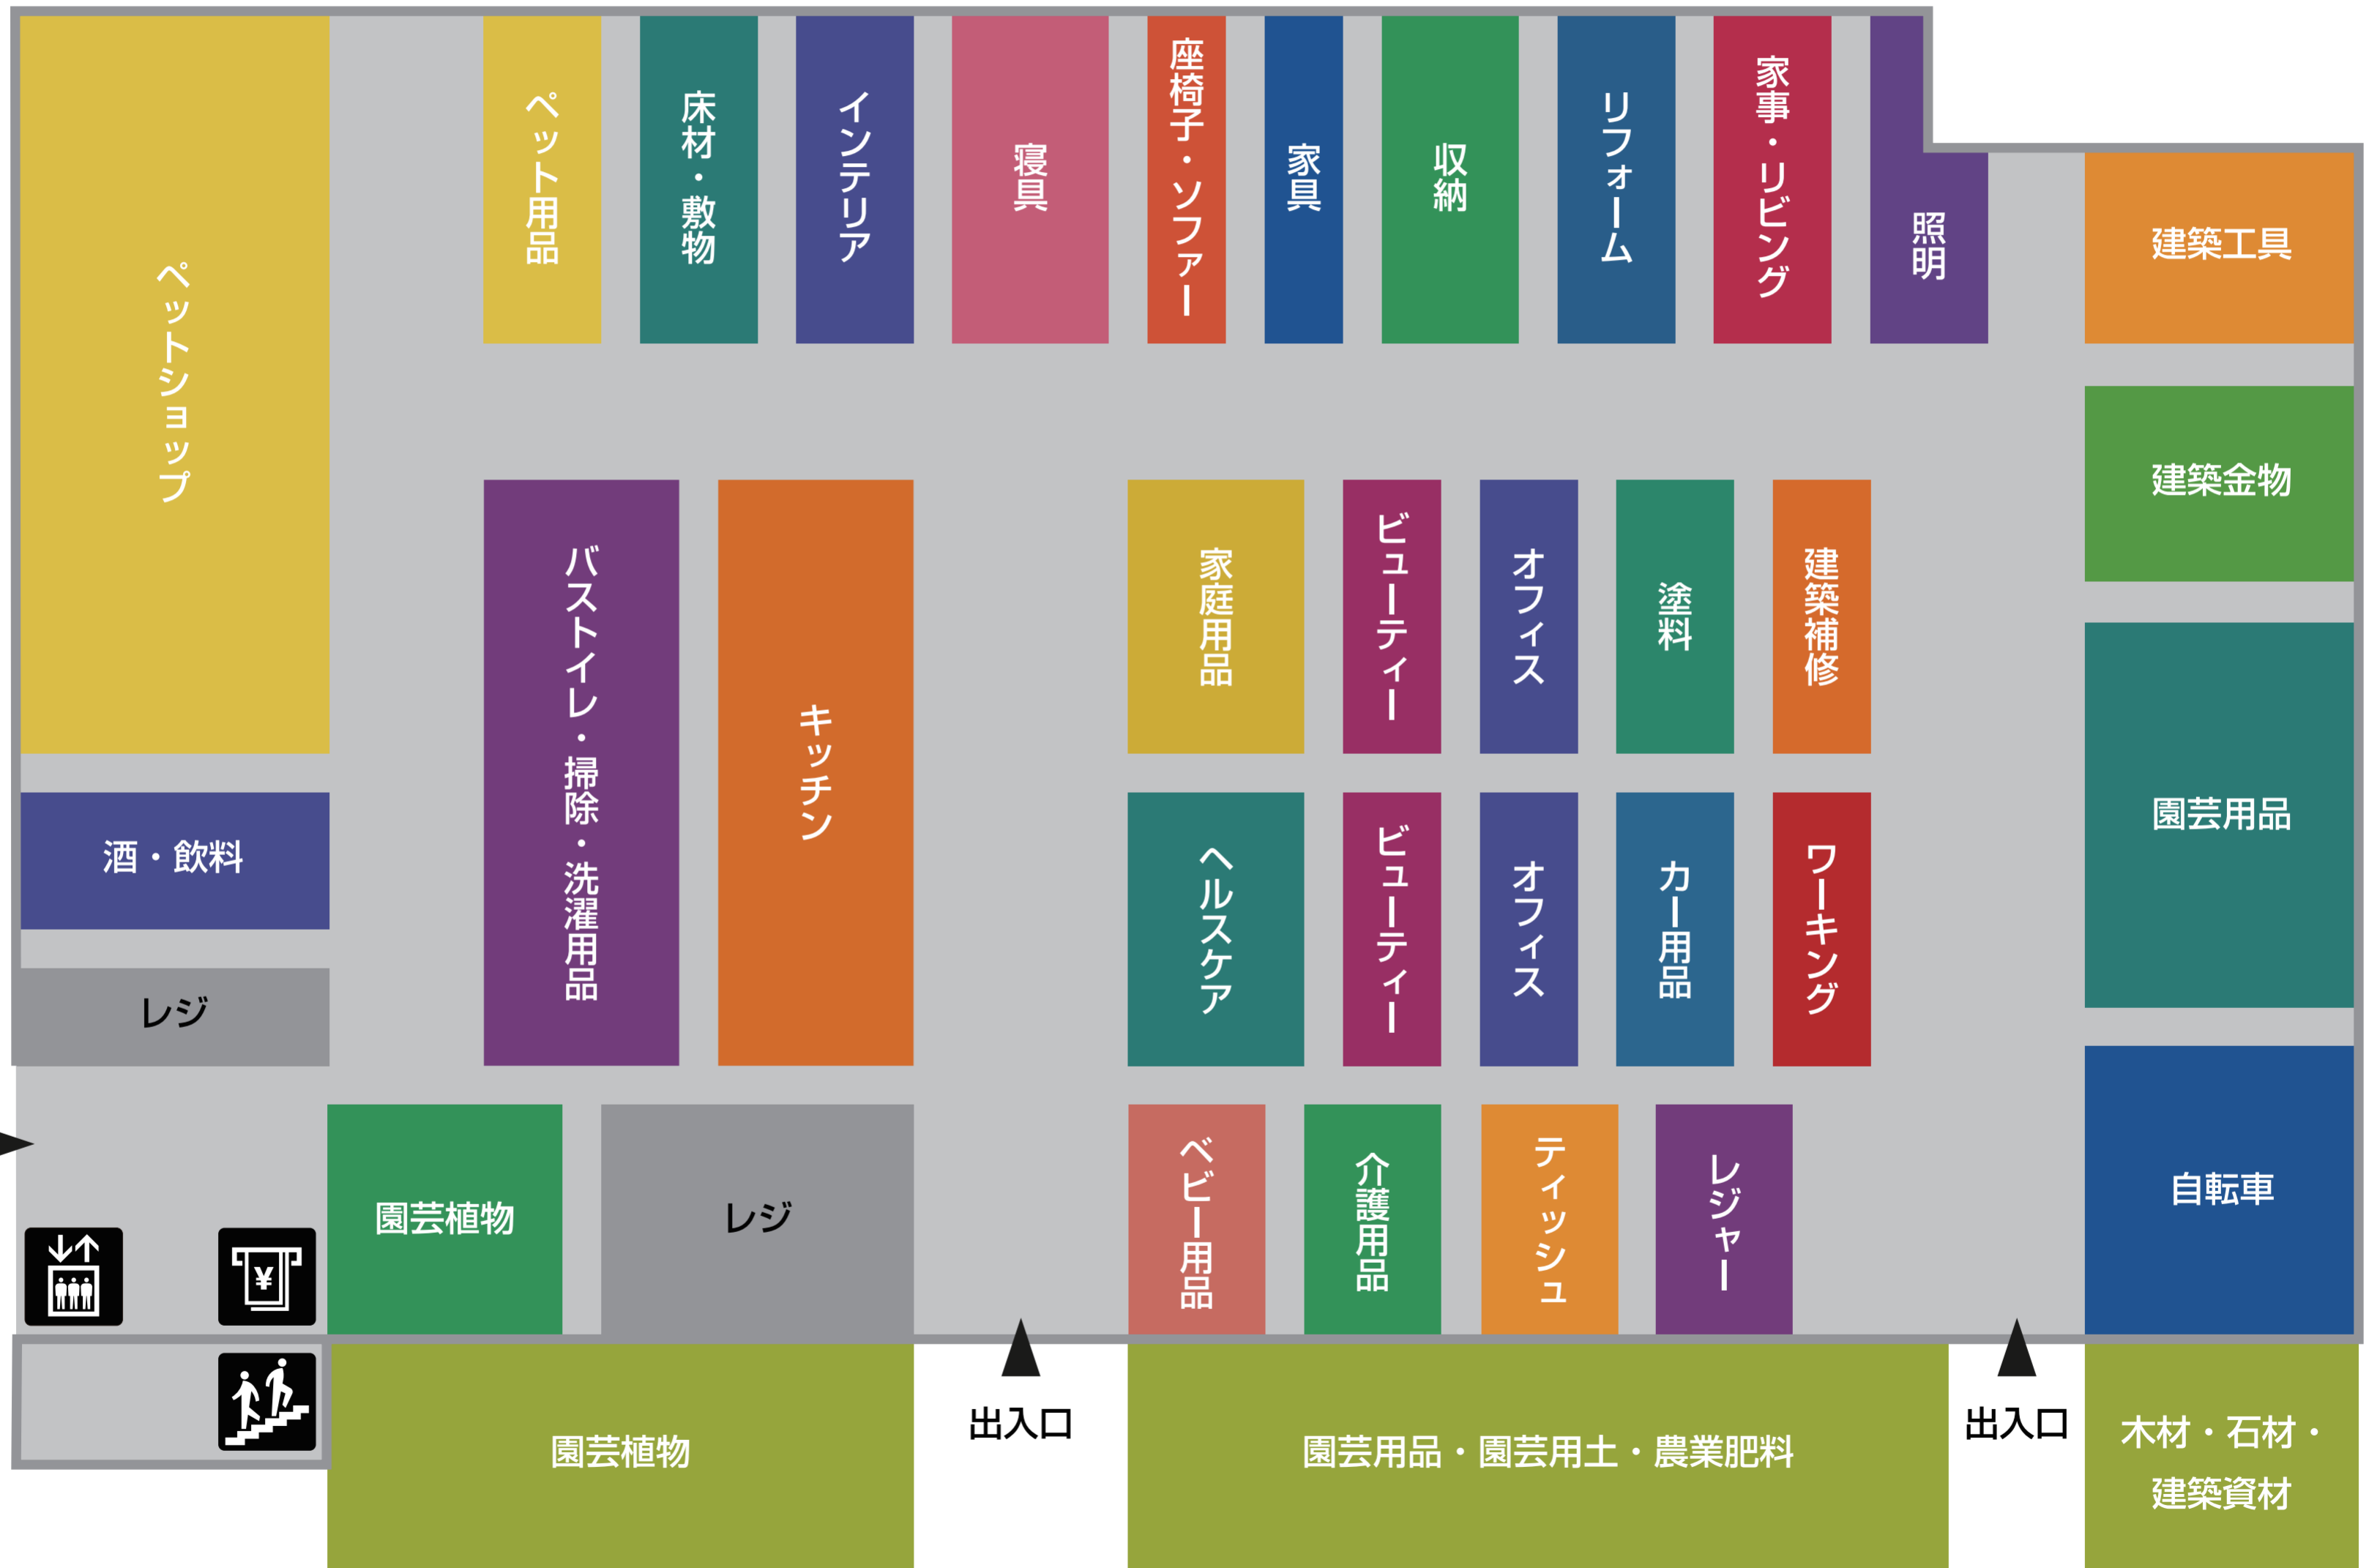 ペットショップ
ペット用品
床材・敷物
インテリア
寝具
座椅子・ソファー
家具
収納
リフォーム
家事・リビング
照明
建築工具
建築金物
バストイレ・掃除・洗濯用品
キッチン
家庭用品
ビューティー
オフィス
塗料
建築補修
園芸用品
酒・飲料
ヘルスケア
ビューティー
オフィス
カー用品
ワーキング
レジ
園芸植物
レジ
ベビー用品
介護用品
ティッシュ
レジャー
自転車
¥
園芸植物
出入口
園芸用品・園芸用土・農業肥料
出入口
木材・石材・
建築資材